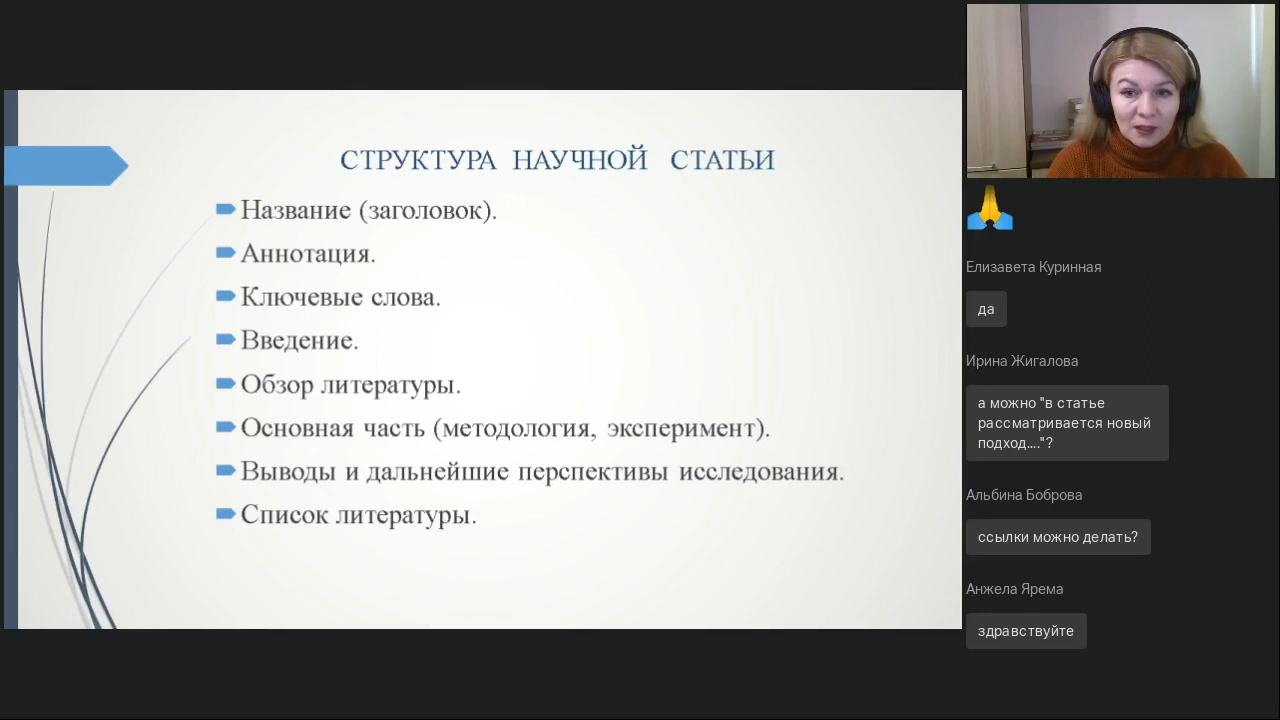 СТРУКТУРА НАУЧНОЙ СТАТЬИ
Название (заголовок).
Аннотация.
Ключевые слова.
Введение.
Обзор литературы.
Основная часть (методология, эксперимент).
Выводы и дальнейшие перспективы исследования.
Список литературы.
Елизавета Куринная
да
Ирина Жигалова
а можно "в статье
рассматривается новый
подход...."?
Альбина Боброва
ссылки можно делать?
Анжела Ярема
здравствуйте